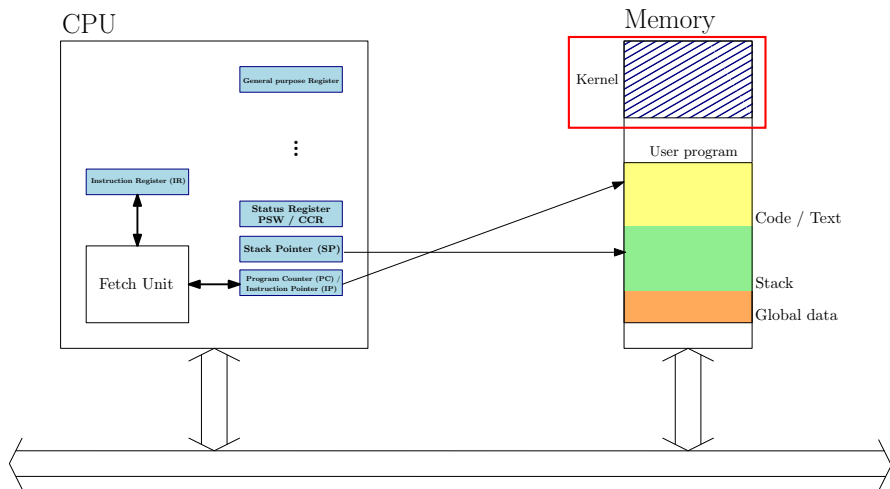 CPU
Memory
General purpose Register
Kernel
User program
Instruction Register (IR)
Status Register
PSW / CCR
Code / Text
Stack Pointer (SP)
Fetch Unit
Program Counter (PC) /
Instruction Pointer (IP)
Stack
Global data